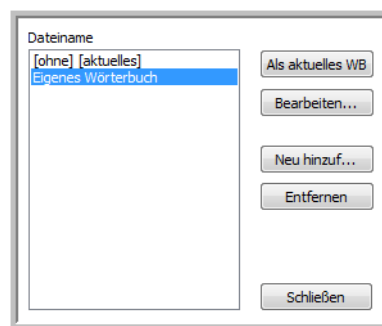 Dateiname
[ohne] [aktuelles]
Eigenes Wörterbuch
Als aktuelles WB
Bearbeiten...
Neu hinzuf...
Entfernen
Schließen